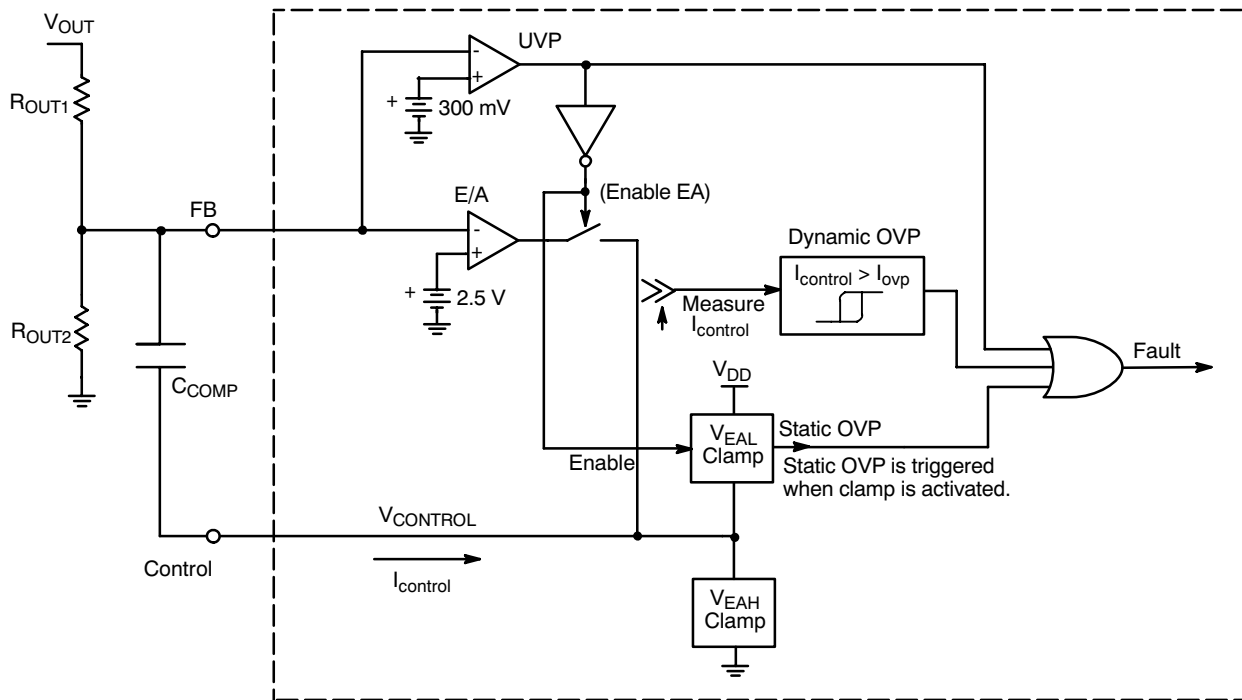 VOUT
ROUT1
ROUT2
FB
CCOMP
Control
UVP
-
+
+
300 mV
(Enable EA)
E/A
-
+
+
2.5 V
Measure
Icontrol
Dynamic OVP
Icontrol > Iovp
Fault
VDD
VEAL
Clamp
Enable
Static OVP
Static OVP is triggered
when clamp is activated.
VCONTROL
Icontrol
VEAH
Clamp